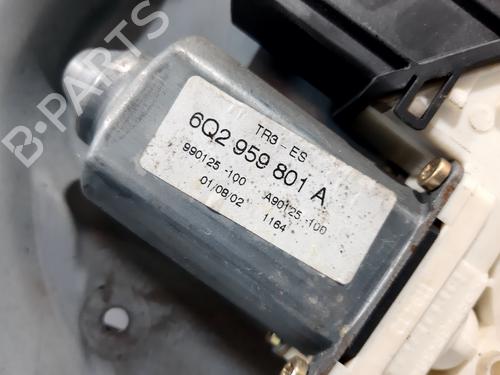 B-PARTS
TR3-ES
6Q2 959 801 A
990125-100 A90125-100
01/08/02 1164